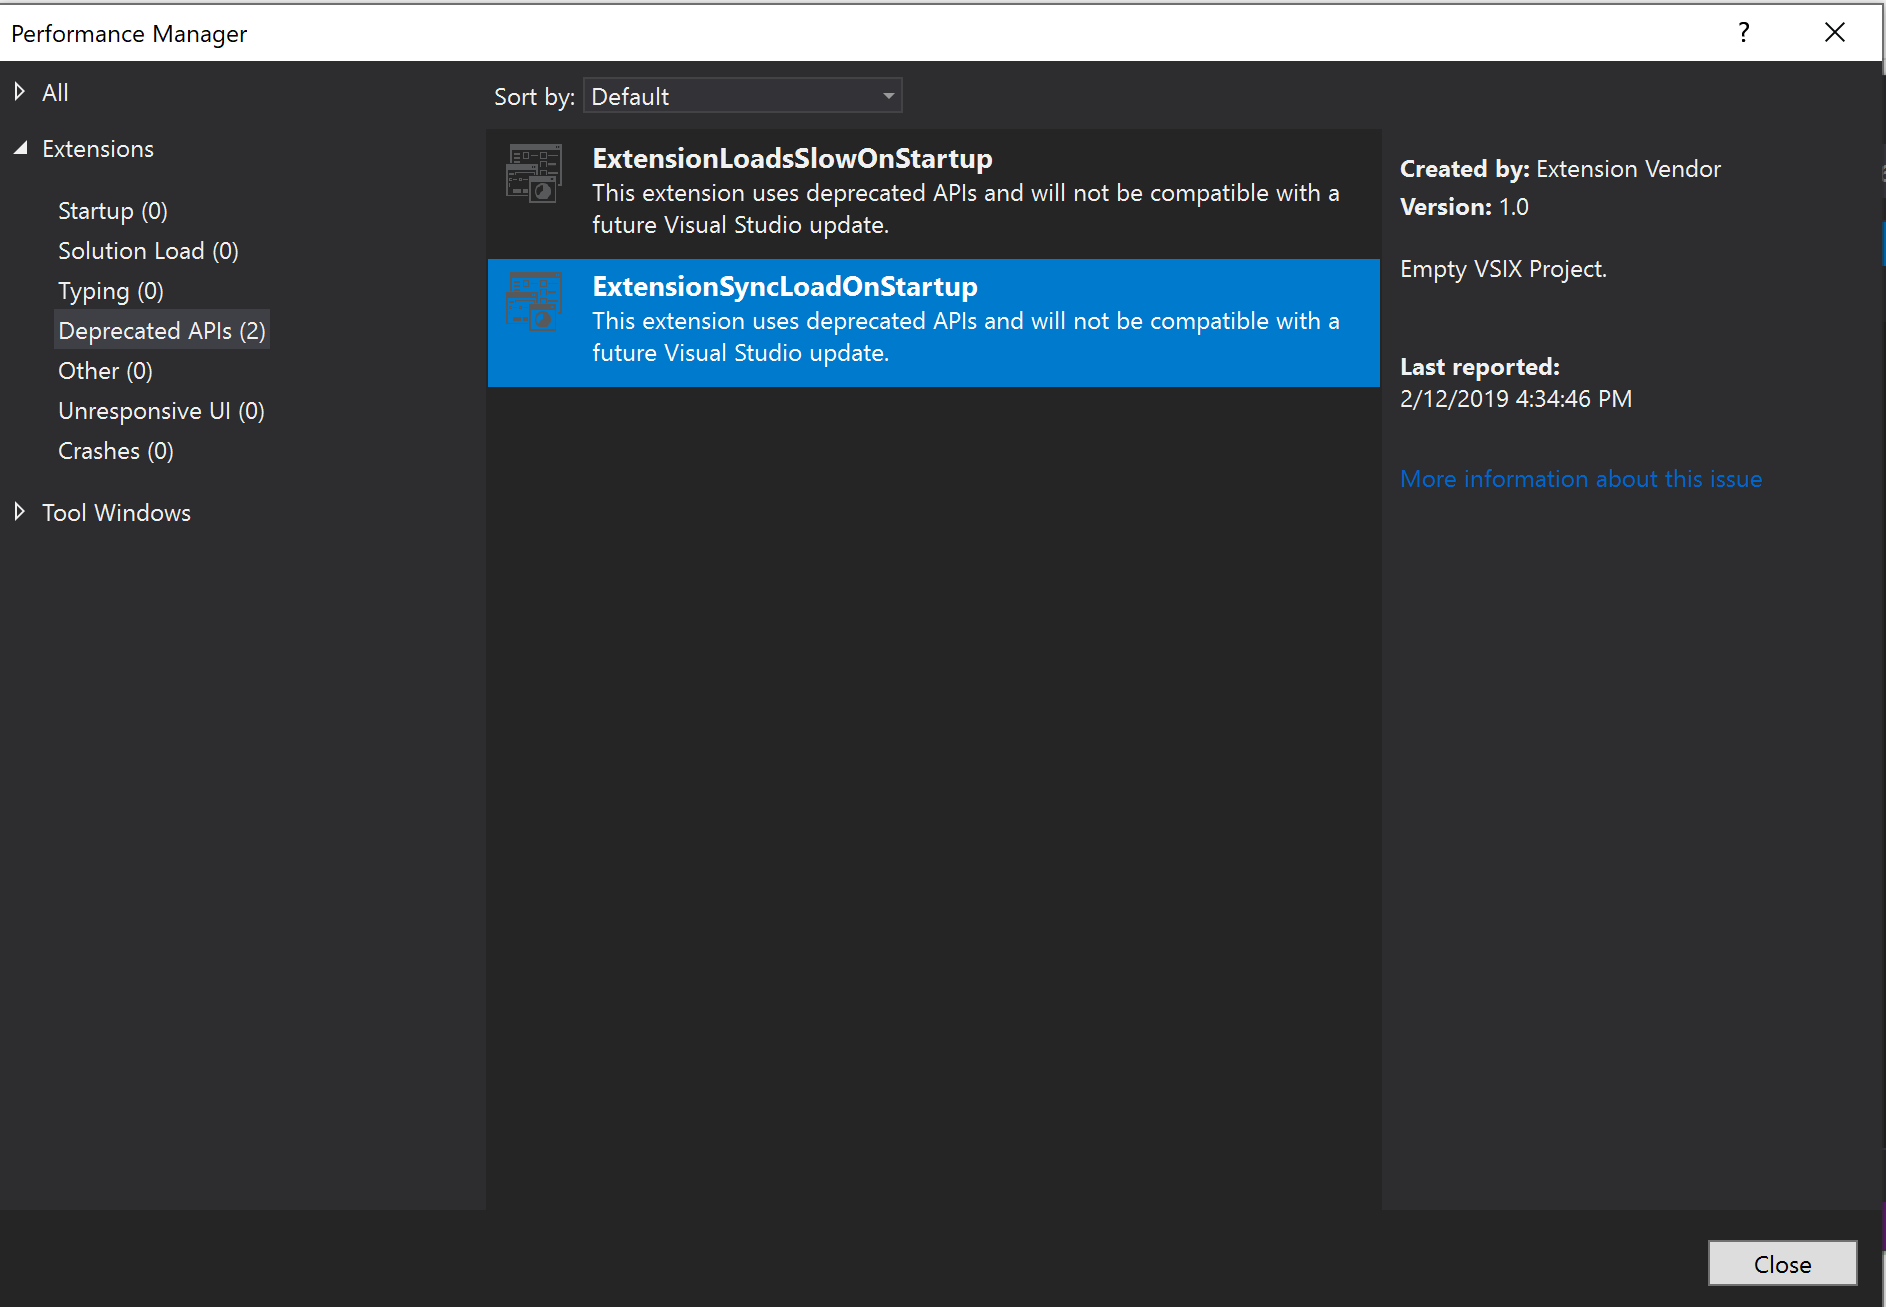 Performance Manager
?
All
Extensions
Startup (0)
Solution Load (0)
Typing (0)
Deprecated APIs (2)
Other (0)
Unresponsive UI (0)
Crashes (0)
Tool Windows
Sort by: Default
ExtensionLoadsSlowOnStartup
This extension uses deprecated APIs and will not be compatible with a
future Visual Studio update.
ExtensionSyncLoadOnStartup
This extension uses deprecated APIs and will not be compatible with a
future Visual Studio update.
Created by: Extension Vendor
Version: 1.0
Empty VSIX Project.
Last reported:
2/12/2019 4:34:46 PM
More information about this issue
Close